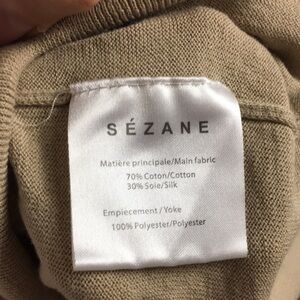 SÉZANE
Matière principale/Main fabric
70% Coton/Cotton
30% Soie/Silk
Empiecement / Yoke
100% Polyester/Polyester